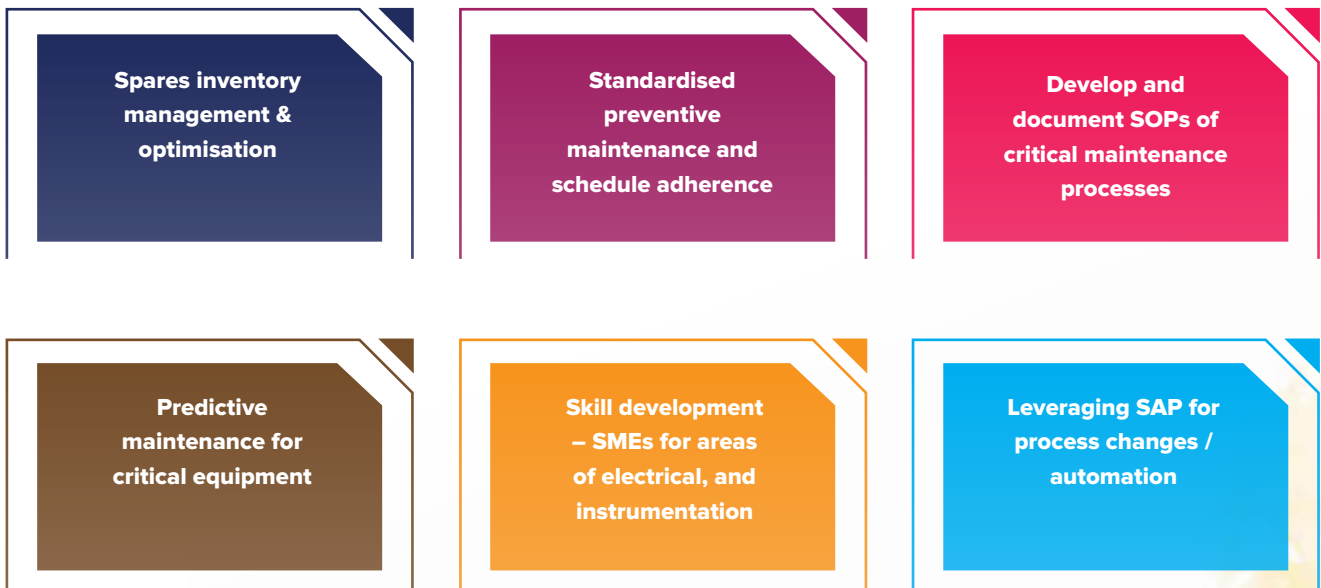 Spares inventory
management &
optimisation
Standardised
preventive
maintenance and
schedule adherence
Develop and
document SOPs of
critical maintenance
processes
Predictive
maintenance for
critical equipment
Skill development
– SMEs for areas
of electrical, and
instrumentation
Leveraging SAP for
process changes /
automation